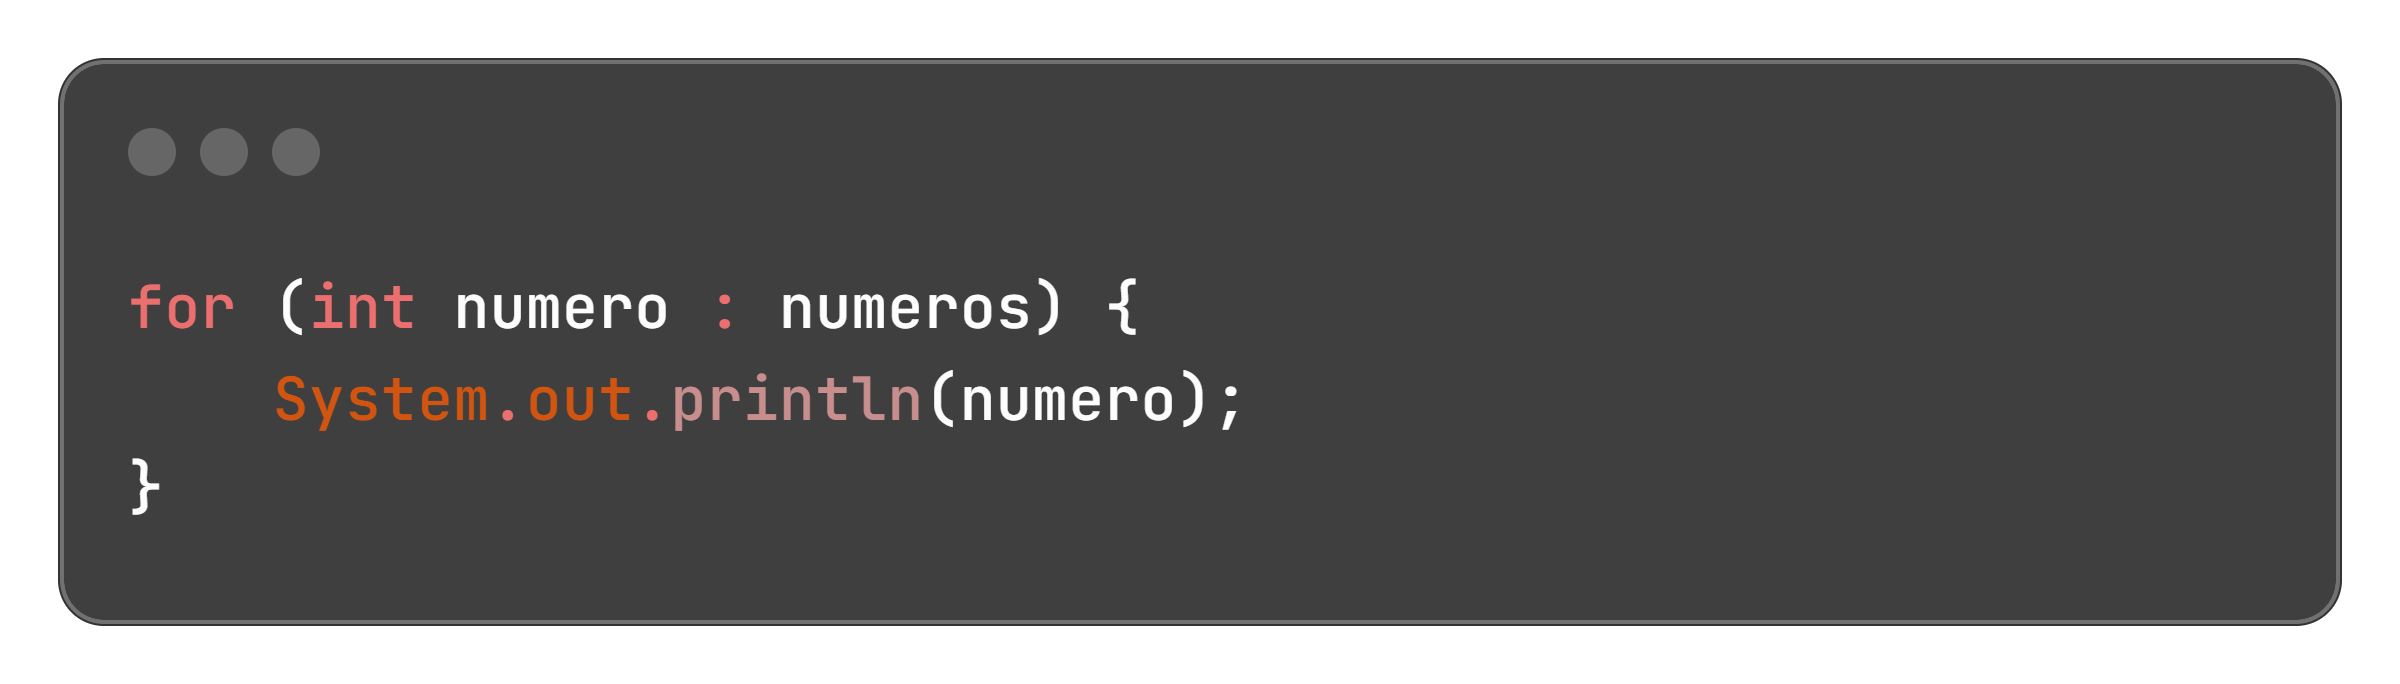 for (int numero : numeros) {
    System.out.println(numero);
}